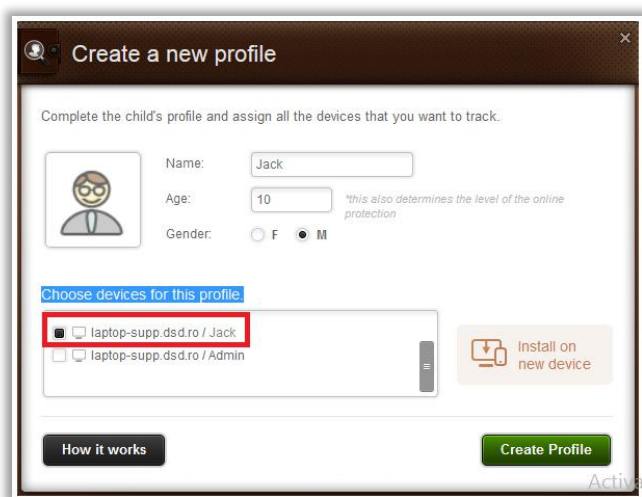 Create a new profile
Complete the child's profile and assign all the devices that you want to track.
Name: Jack
Age: 10 *this also determines the level of the online
protection
Gender: F M
Choose devices for this profile.
laptop-supp.dsd.ro / Jack
laptop-supp.dsd.ro / Admin
Install on
new device
How it works
Create Profile